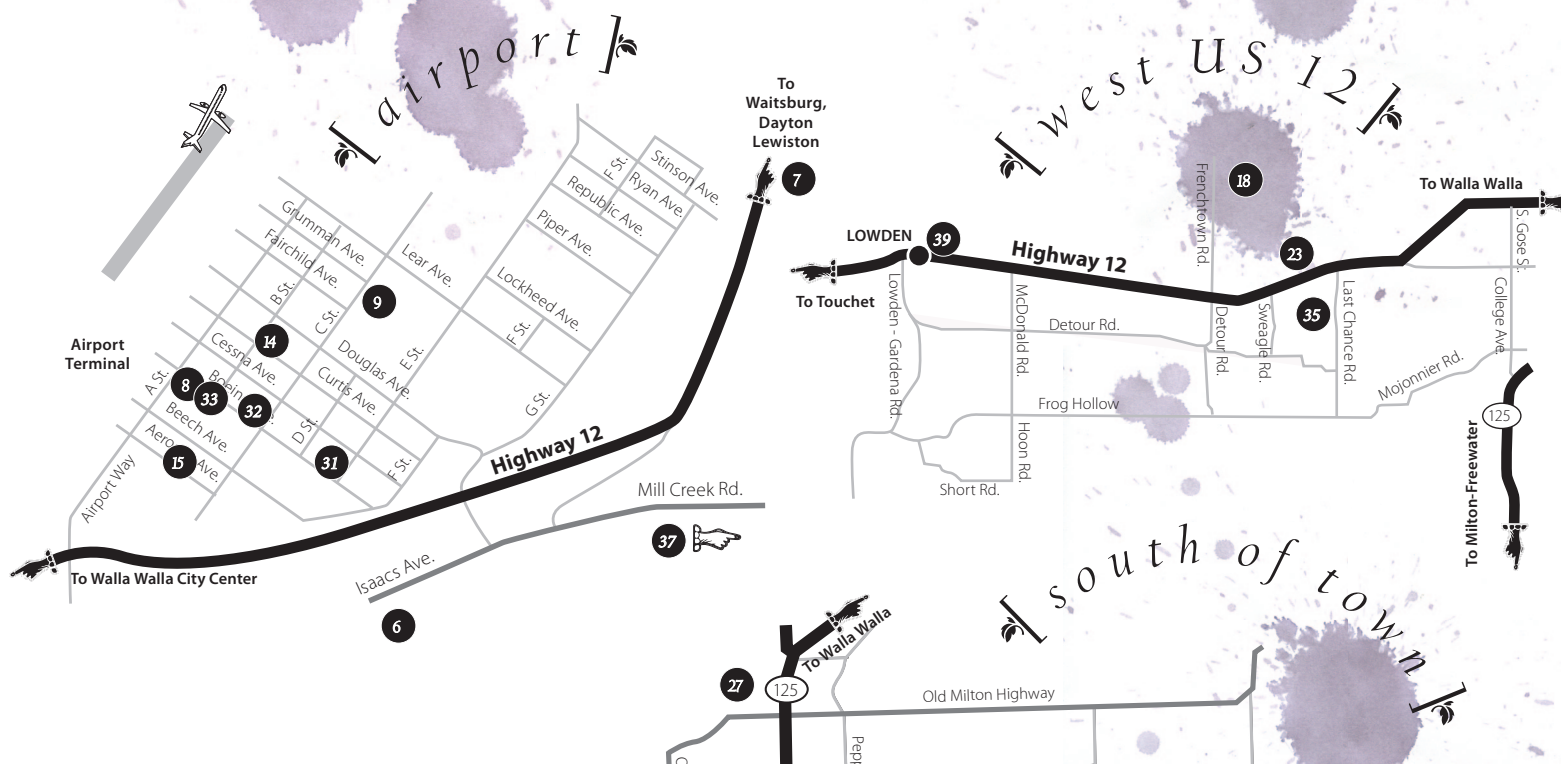 [ airport ]
To
Waitsburg,
Dayton
Lewiston
7
Stinson Ave.
F St.
Ryan Ave.
Republic Ave.
Piper Ave.
Grumman Ave.
Fairchild Ave.
Lear Ave.
Lockheed Ave.
B St.
9
C St.
F St.
14
Airport
Terminal
Cessna Ave.
Douglas Ave.
E St.
Curtis Ave.
A St.
8
33
32
G St.
Beech Ave.
D St.
15
Ave.
31
F St.
Airport Way
Highway 12
Mill Creek Rd.
37
To Walla Walla City Center
Isaacs Ave.
6
[ west US 12 ]
18
Frenchtown Rd.
To Walla Walla
S. Gose St.
LOWDEN
39
Highway 12
23
To Touchet
Lowden - Gardena Rd.
McDonald Rd.
Detour Rd.
Detour Rd.
Sweagle Rd.
35
Last Chance Rd.
College Ave.
Mojonnier Rd.
Frog Hollow
Hoon Rd.
Short Rd.
125
To Milton-Freewater
[ south of town ]
To Walla Walla
27
125
Old Milton Highway